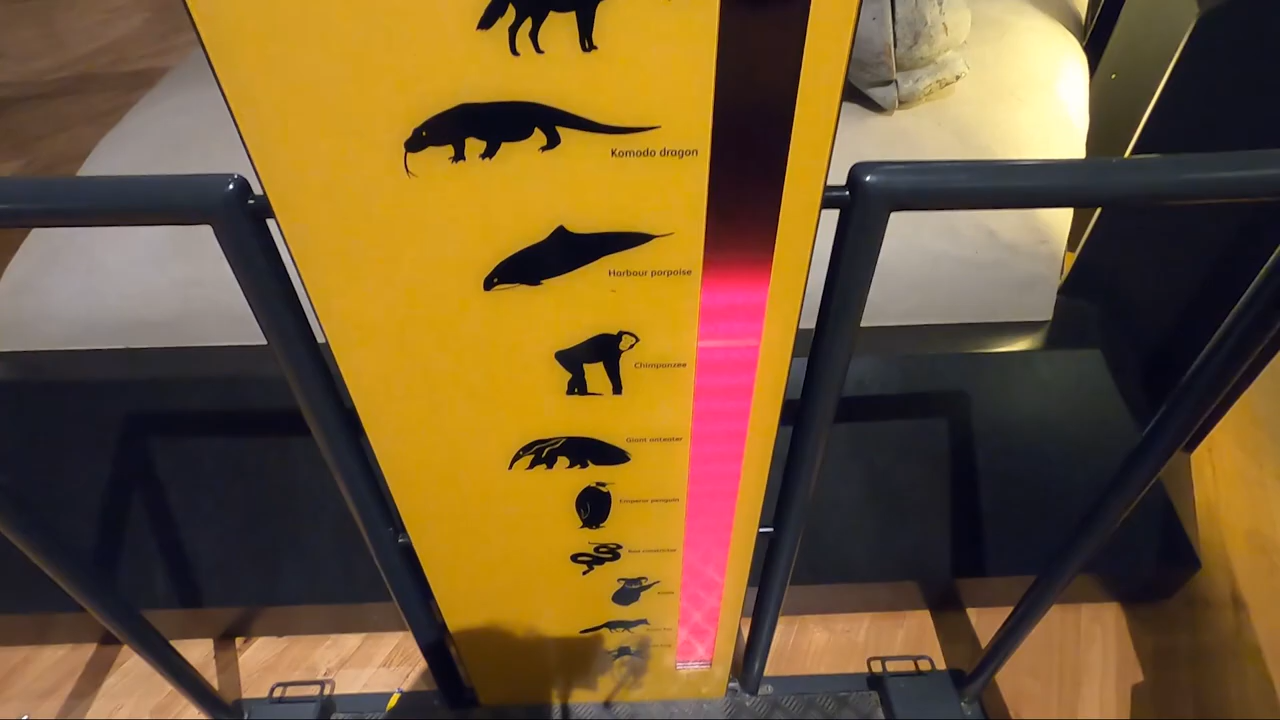 Komodo dragon
Harbour porpoise
Chimpanzee
Giant anteater
Emperor penguin
Boa constrictor